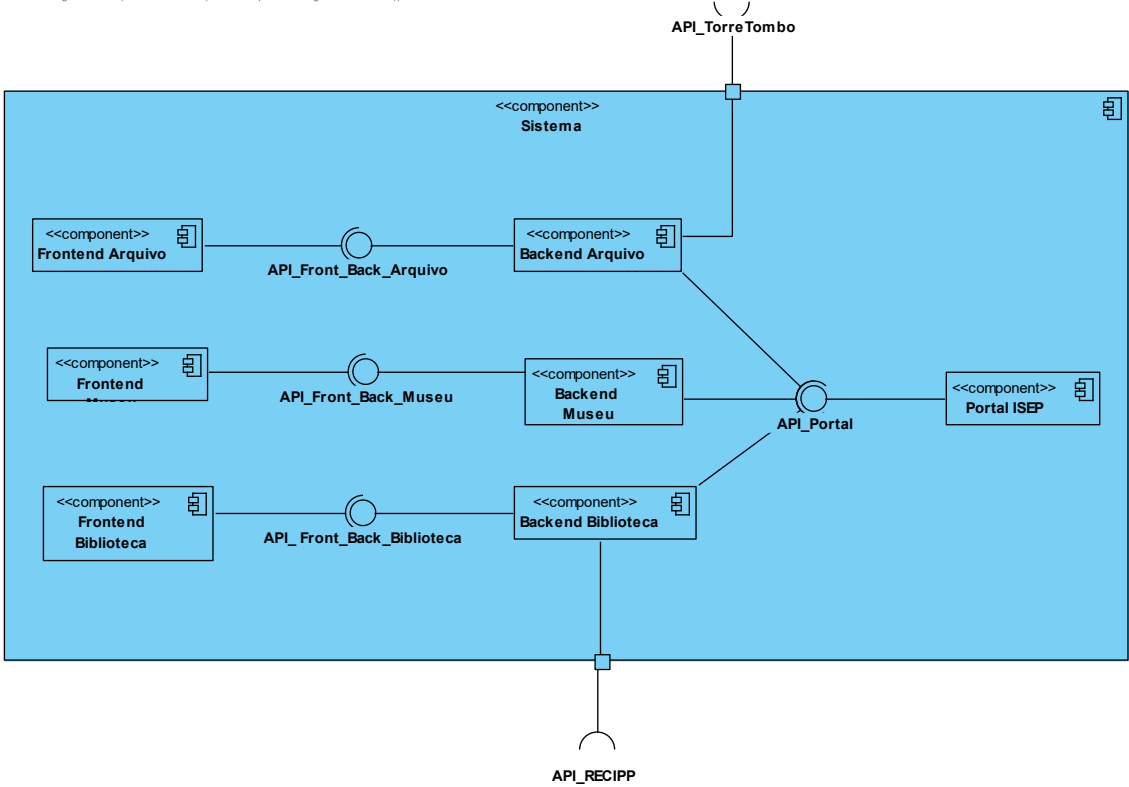 API_TorreTombo
<<component>>
Sistema
<<component>>
Frontend Arquivo
API_Front_Back_Arquivo
<<component>>
Backend Arquivo
<<component>>
Frontend
API_Front_Back_Museu
<<component>>
Backend
Museu
API_Portal
<<component>>
Portal ISEP
<<component>>
Frontend
Biblioteca
API_ Front_Back_Biblioteca
<<component>>
Backend Biblioteca
API_RECIPP